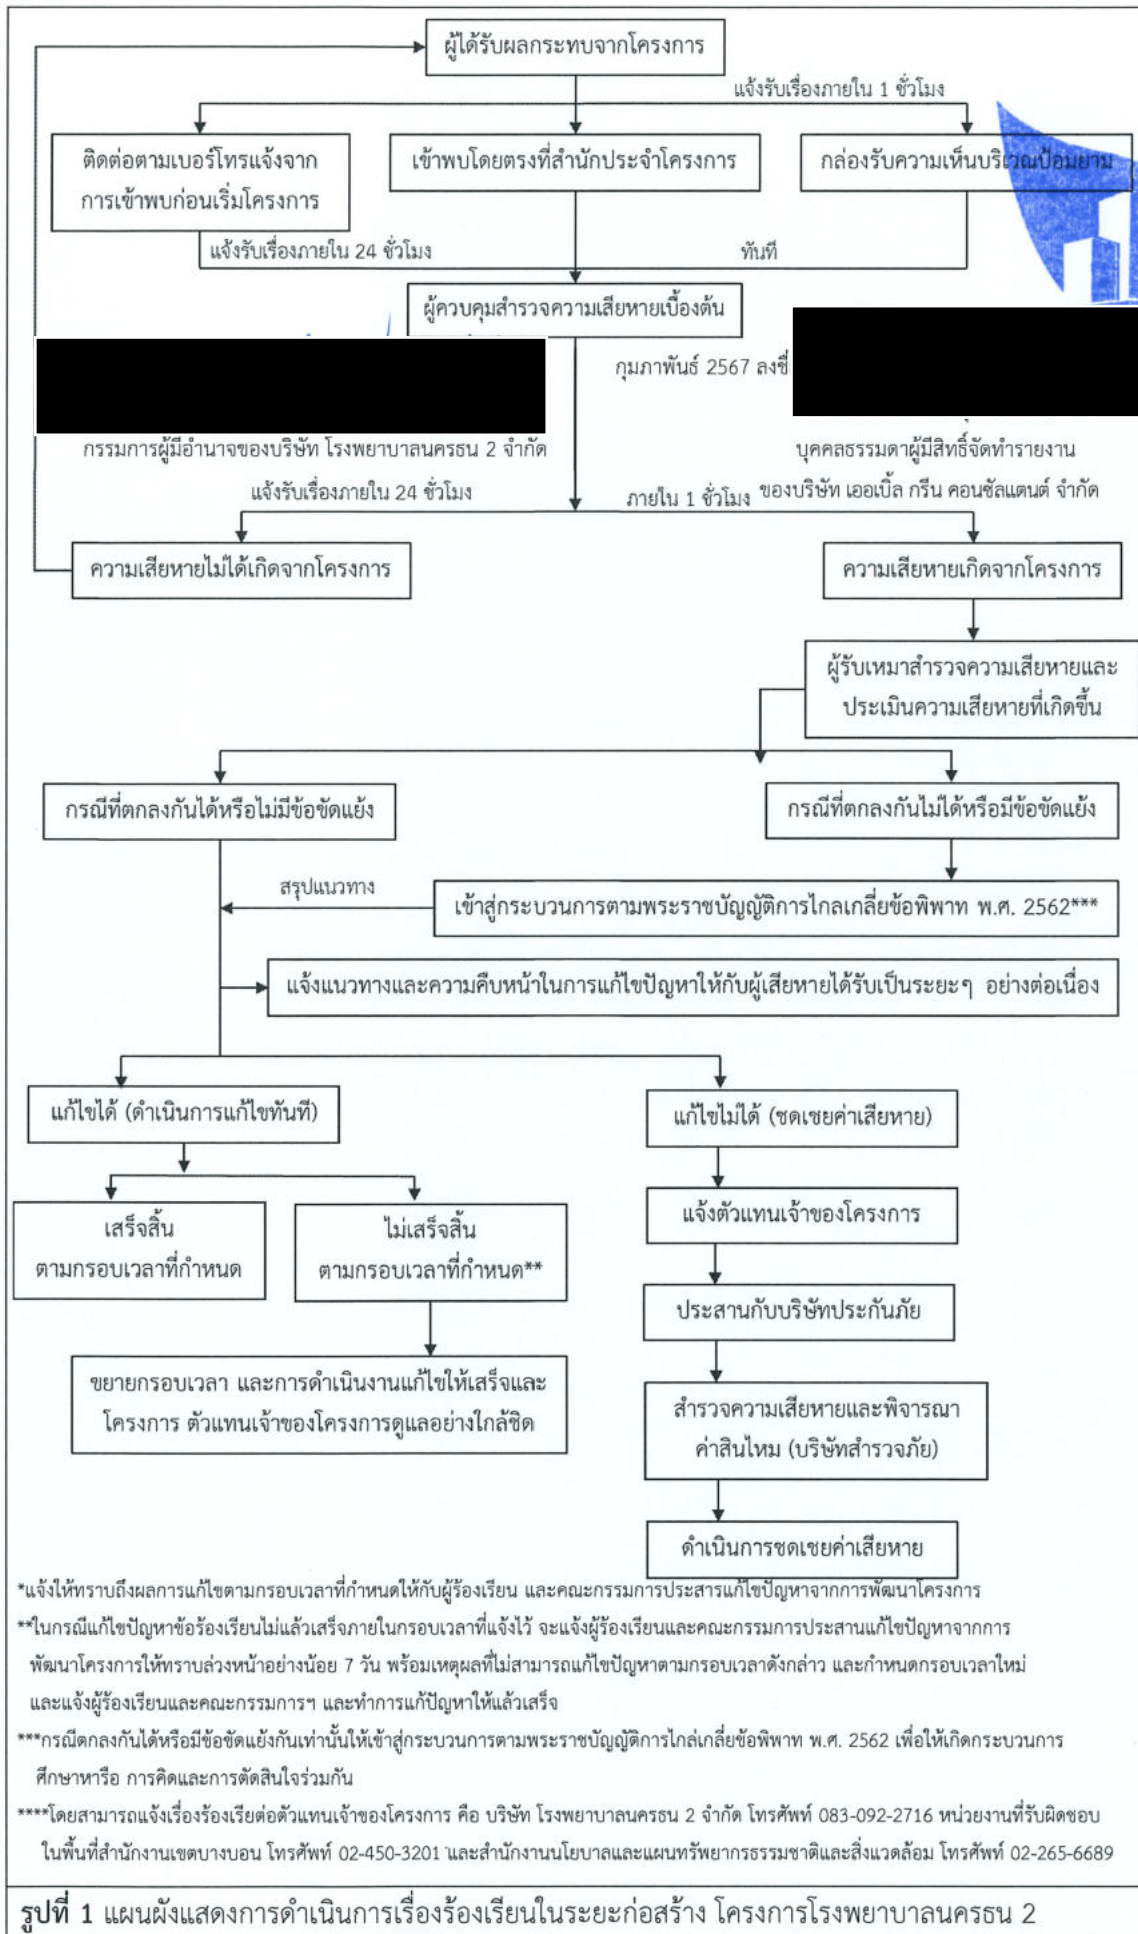 ผู้ได้รับผลกระทบจากโครงการ
แจ้งรับเรื่องภายใน 1 ชั่วโมง
ติดต่อตามเบอร์โทรแจ้งจาก
การเข้าพบก่อนเริ่มโครงการ
เข้าพบโดยตรงที่สำนักประจำโครงการ
กล่องรับความเห็นบริเวณป้อมยาม
แจ้งรับเรื่องภายใน 24 ชั่วโมง
ทันที
ผู้ควบคุมสำรวจความเสียหายเบื้องต้น
กุมภาพันธ์ 2567 ลงชื่
กรรมการผู้มีอำนาจของบริษัท โรงพยาบาลนครธน 2 จำกัด
บุคคลธรรมดาผู้มีสิทธิ์จัดทำรายงาน
ของบริษัท เออเบิ้ล กรีน คอนซัลแตนต์ จำกัด
แจ้งรับเรื่องภายใน 24 ชั่วโมง
ภายใน 1 ชั่วโมง
ความเสียหายไม่ได้เกิดจากโครงการ
ความเสียหายเกิดจากโครงการ
ผู้รับเหมาสำรวจความเสียหายและ
ประเมินความเสียหายที่เกิดขึ้น
กรณีที่ตกลงกันได้หรือไม่มีข้อขัดแย้ง
กรณีที่ตกลงกันไม่ได้หรือมีข้อขัดแย้ง
สรุปแนวทาง
เข้าสู่กระบวนการตามพระราชบัญญัติการไกลเกลี่ยข้อพิพาท พ.ศ. 2562***
แจ้งแนวทางและความคืบหน้าในการแก้ไขปัญหาให้กับผู้เสียหายได้รับเป็นระยะๆ อย่างต่อเนื่อง
แก้ไขได้ (ดำเนินการแก้ไขทันที)
แก้ไขไม่ได้ (ชดเชยค่าเสียหาย)
เสร็จสิ้น
ตามกรอบเวลาที่กำหนด
ไม่เสร็จสิ้น
ตามกรอบเวลาที่กำหนด**
แจ้งตัวแทนเจ้าของโครงการ
ประสานกับบริษัทประกันภัย
ขยายกรอบเวลา และการดำเนินงานแก้ไขให้เสร็จและ
โครงการ ตัวแทนเจ้าของโครงการดูแลอย่างใกล้ชิด
สำรวจความเสียหายและพิจารณา
ค่าสินไหม (บริษัทสำรวจภัย)
ดำเนินการชดเชยค่าเสียหาย
*แจ้งให้ทราบถึงผลการแก้ไขตามกรอบเวลาที่กำหนดให้กับผู้ร้องเรียน และคณะกรรมการประสารแก้ไขปัญหาจากการพัฒนาโครงการ
**ในกรณีแก้ไขปัญหาข้อร้องเรียนไม่แล้วเสร็จภายในกรอบเวลาที่แจ้งไว้ จะแจ้งผู้ร้องเรียนและคณะกรรมการประสานแก้ไขปัญหาจากการ
พัฒนาโครงการให้ทราบล่วงหน้าอย่างน้อย 7 วัน พร้อมเหตุผลที่ไม่สามารถแก้ไขปัญหาตามกรอบเวลาดังกล่าว และกำหนดกรอบเวลาใหม่
และแจ้งผู้ร้องเรียนและคณะกรรมการฯ และทำการแก้ปัญหาให้แล้วเสร็จ
***กรณีตกลงกันได้หรือมีข้อขัดแย้งกันเท่านั้นให้เข้าสู่กระบวนการตามพระราชบัญญัติการไกล่เกลี่ยข้อพิพาท พ.ศ. 2562 เพื่อให้เกิดกระบวนการ
ศึกษาหารือ การคิดและการตัดสินใจร่วมกัน
****โดยสามารถแจ้งเรื่องร้องเรียต่อตัวแทนเจ้าของโครงการ คือ บริษัท โรงพยาบาลนครธน 2 จำกัด โทรศัพท์ 083-092-2716 หน่วยงานที่รับผิดชอบ
ในพื้นที่สำนักงานเขตบางบอน โทรศัพท์ 02-450-3201 และสำนักงานนโยบาลและแผนทรัพยากรธรรมชาติและสิ่งแวดล้อม โทรศัพท์ 02-265-6689
รูปที่ 1 แผนผังแสดงการดำเนินการเรื่องร้องเรียนในระยะก่อสร้าง โครงการโรงพยาบาลนครธน 2